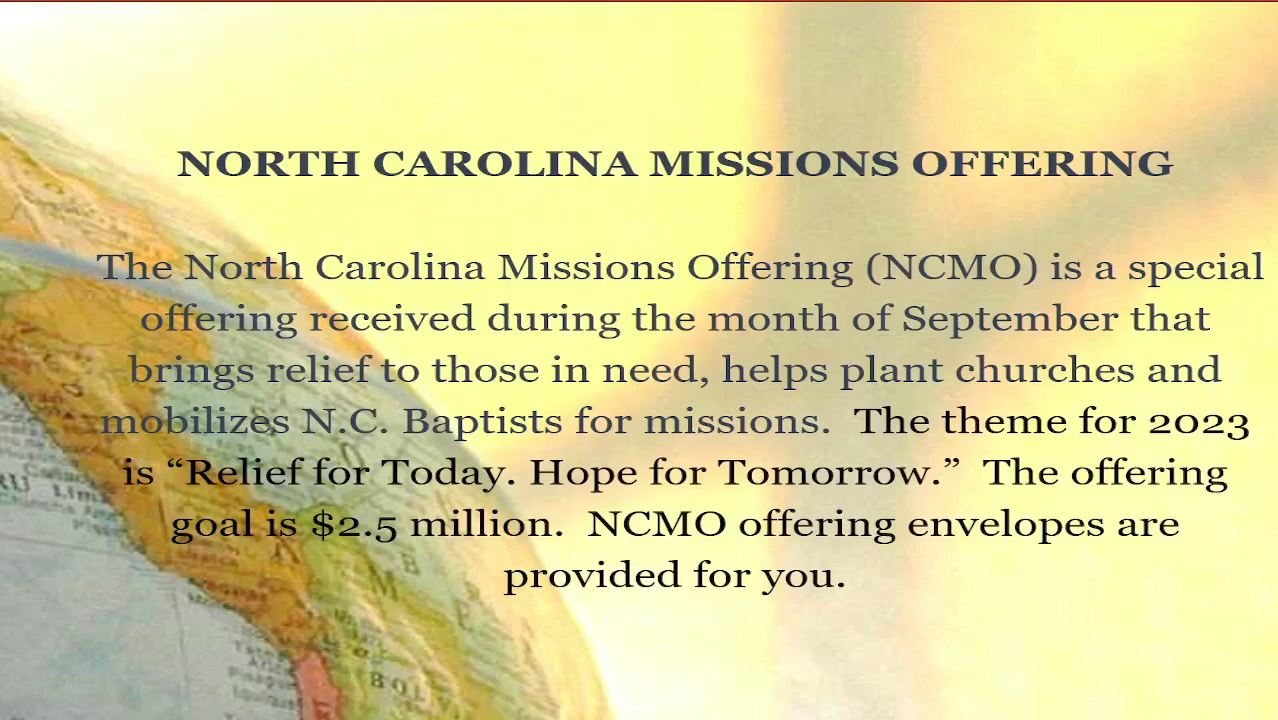 NORTH CAROLINA MISSIONS OFFERING
The North Carolina Missions Offering (NCMO) is a special
offering received during the month of September that
brings relief to those in need, helps plant churches and
mobilizes N.C. Baptists for missions.  The theme for 2023
is “Relief for Today. Hope for Tomorrow.”  The offering
goal is $2.5 million.  NCMO offering envelopes are
provided for you.